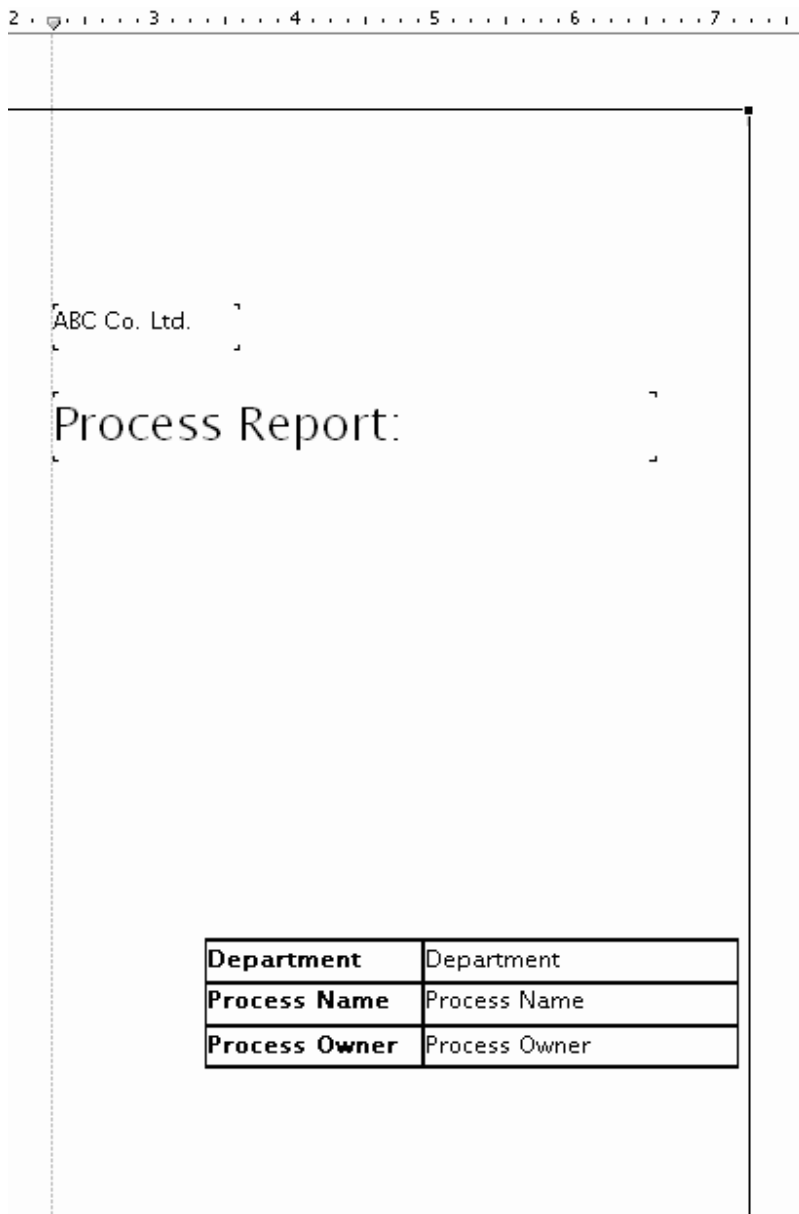 2 3 4 5 6 7
ABC Co. Ltd.
Process Report:
Department Department
Process Name Process Name
Process Owner Process Owner